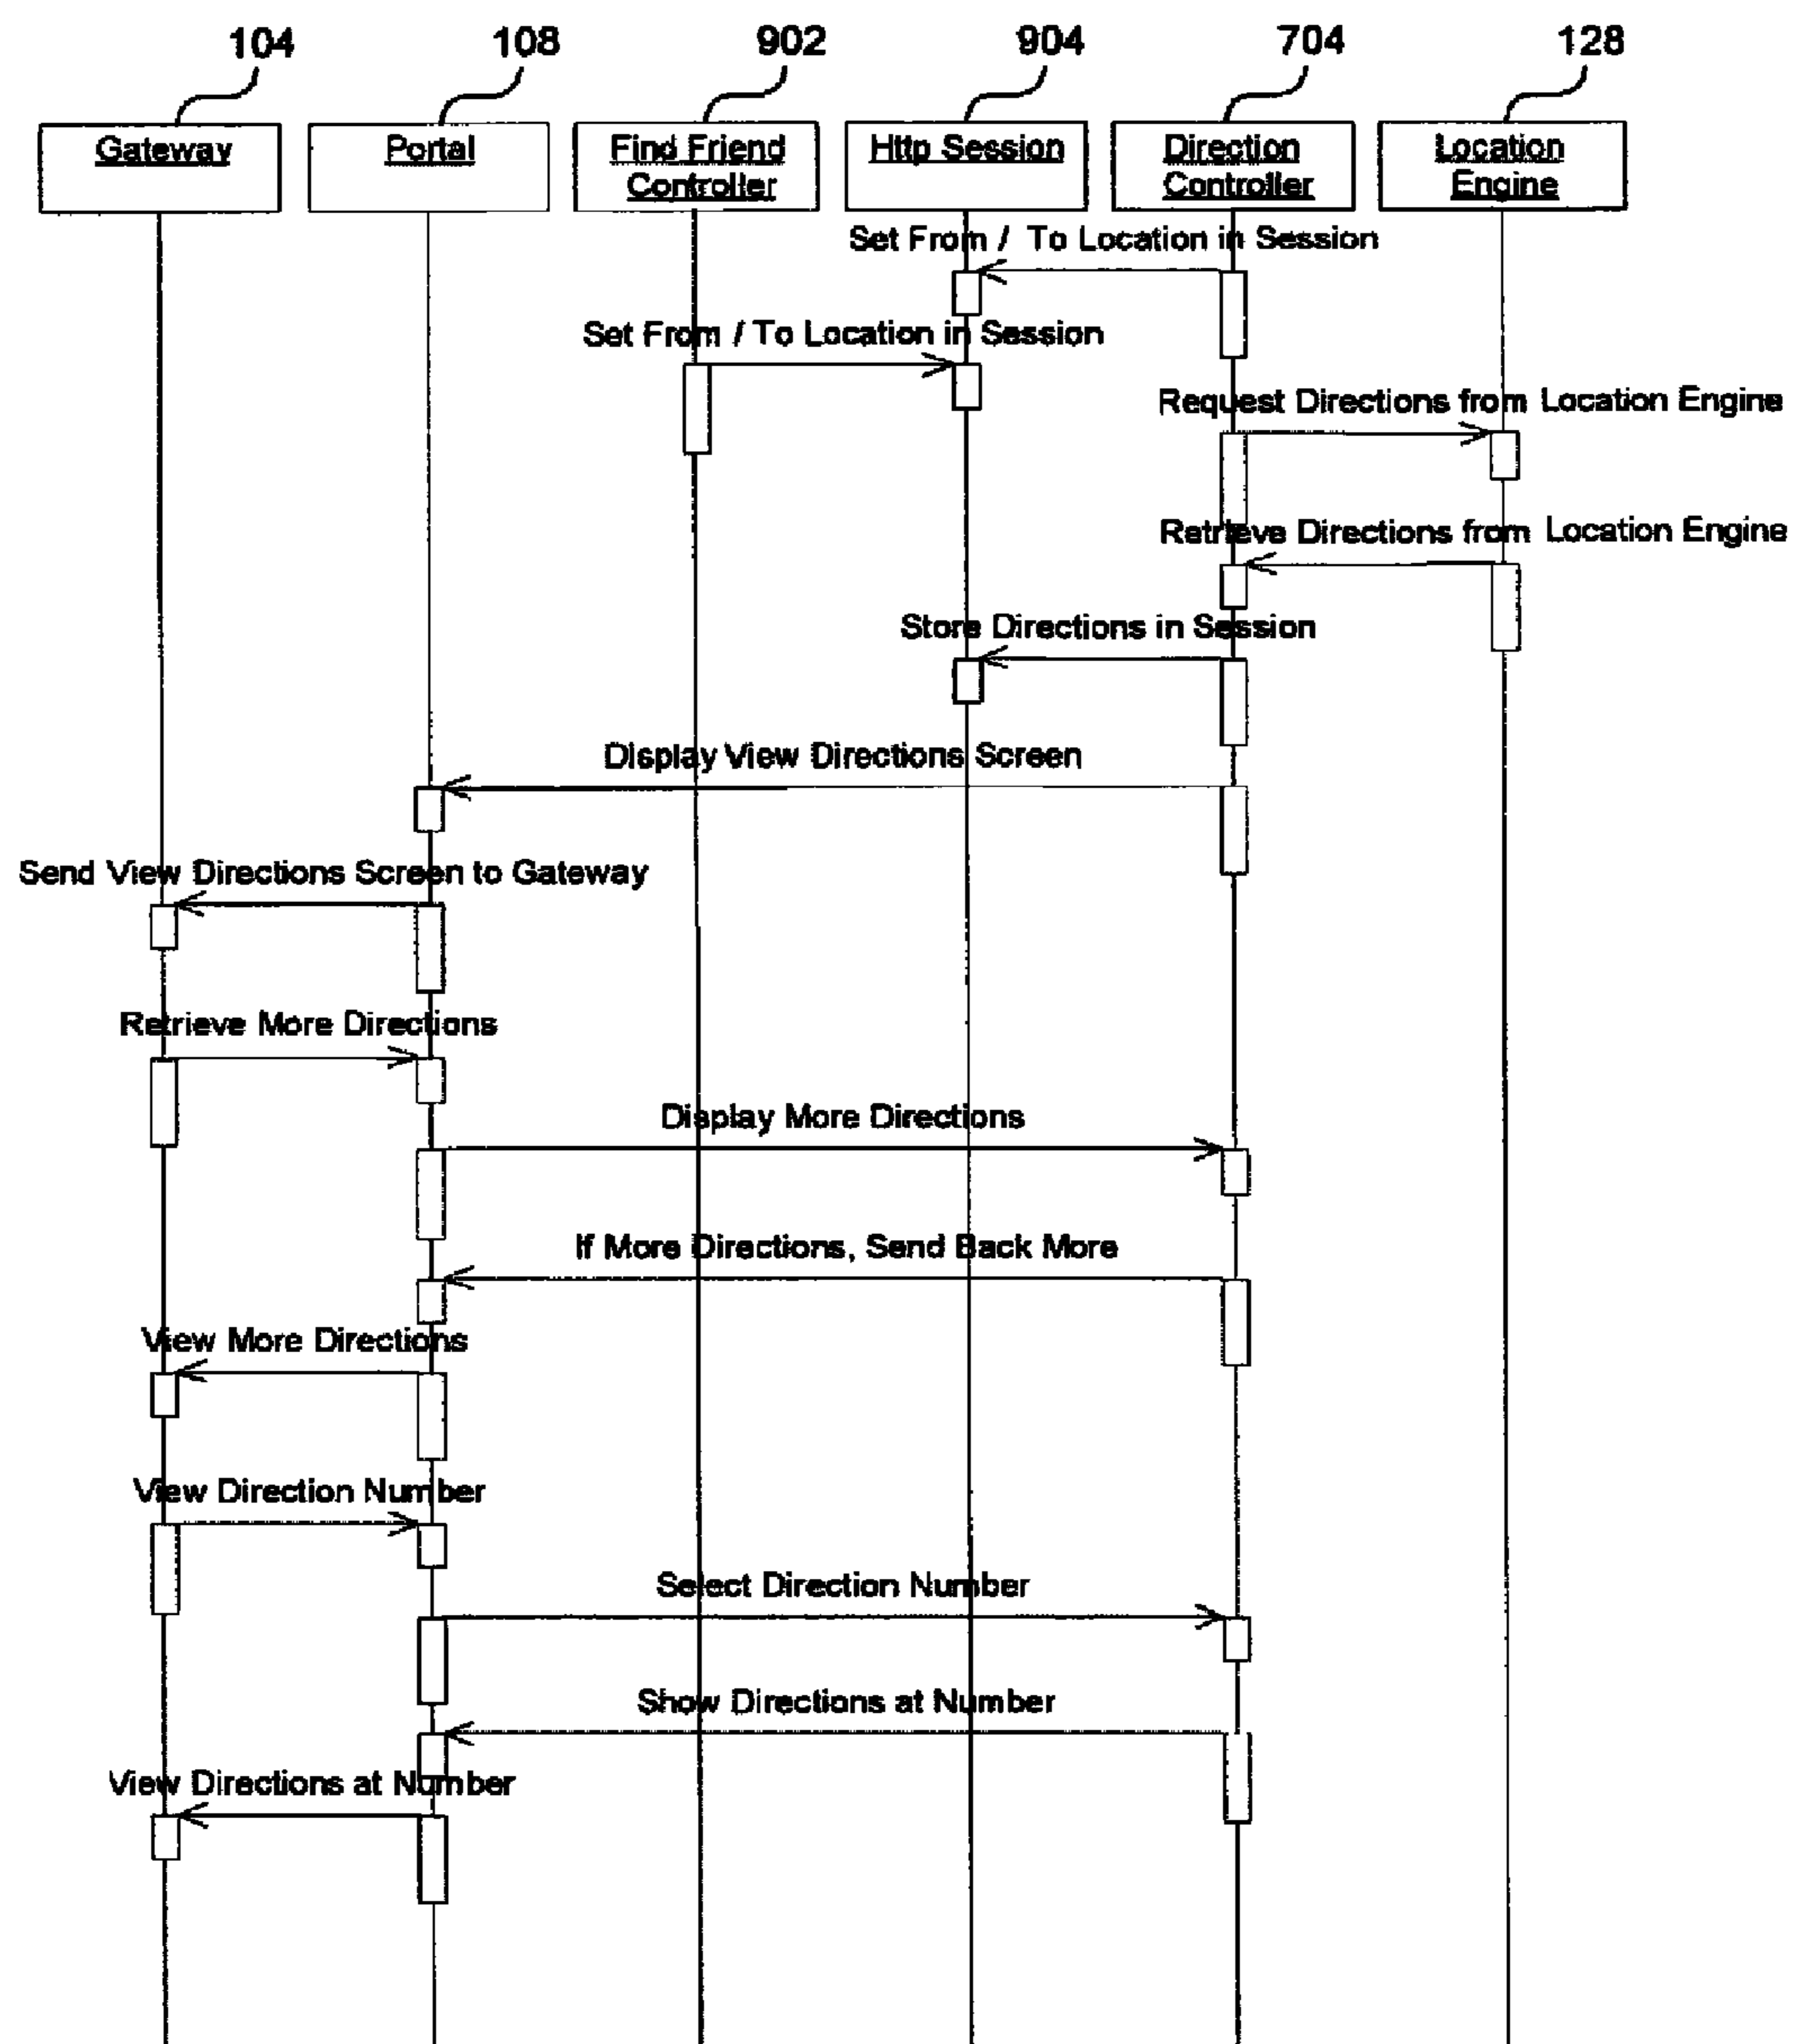 104 108 902 904 704 128
Gateway Portal Find Friend Http Session Direction Location
Controller Controller Engine
Set From / To Location in Session
Set From / To Location in Session
Request Directions from Location Engine
Retrieve Directions from Location Engine
Store Directions in Session
Display View Directions Screen
Send View Directions Screen to Gateway
Retrieve More Directions
Display More Directions
If More Directions, Send Back More
View More Directions
View Direction Number
Select Direction Number
Show Directions at Number
View Directions at Number